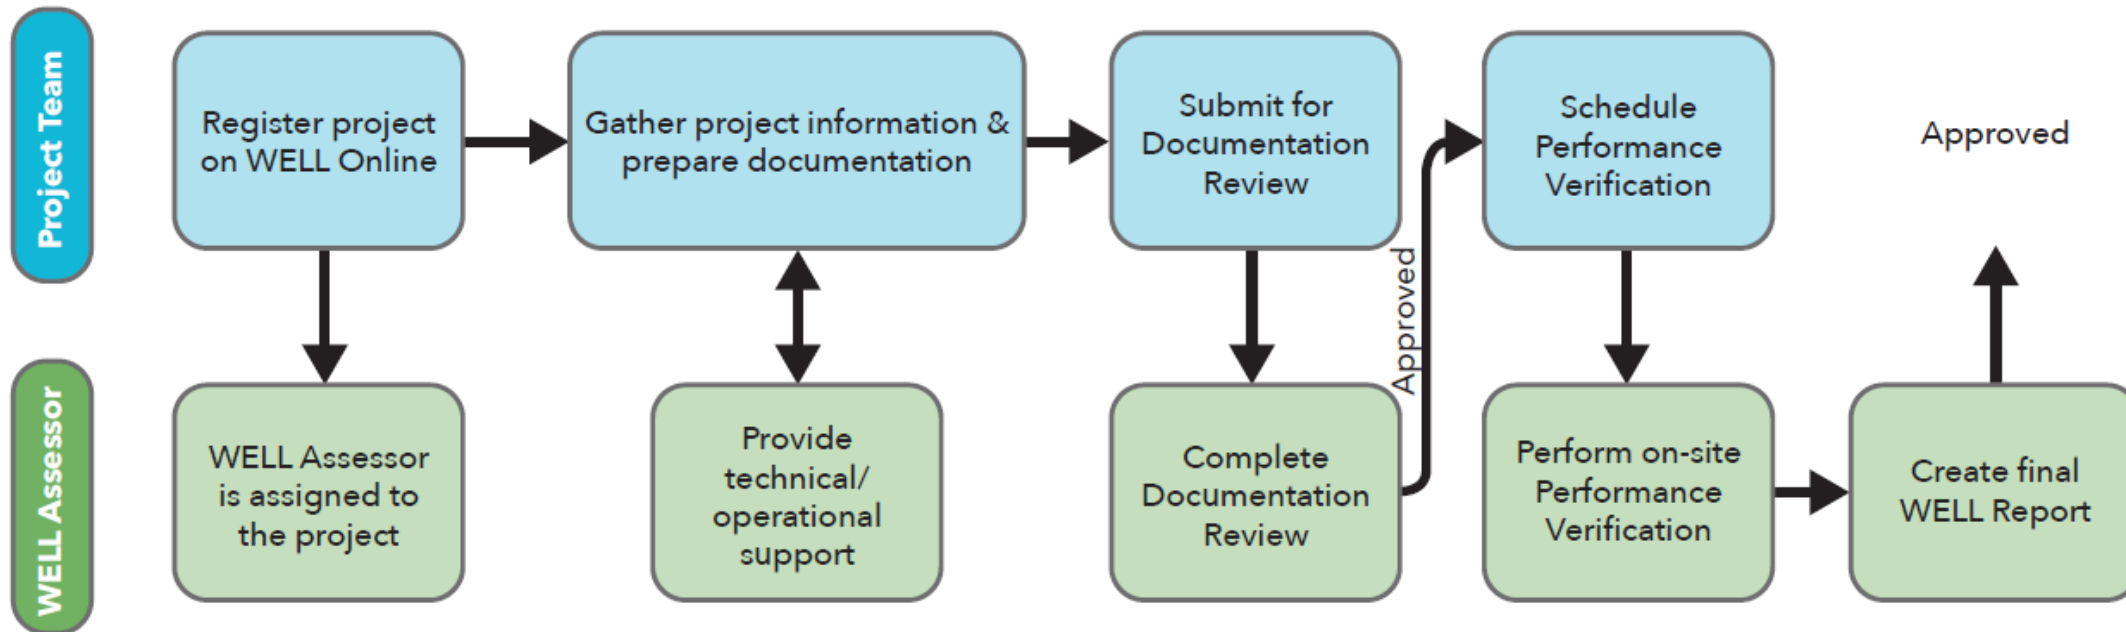 Project Team
Register project
on WELL Online
Gather project information &
prepare documentation
Submit for
Documentation
Review
Schedule
Performance
Verification
Approved
Approved
WELL Assessor
WELL Assessor
is assigned to
the project
Provide
technical/
operational
support
Complete
Documentation
Review
Perform on-site
Performance
Verification
Create final
WELL Report